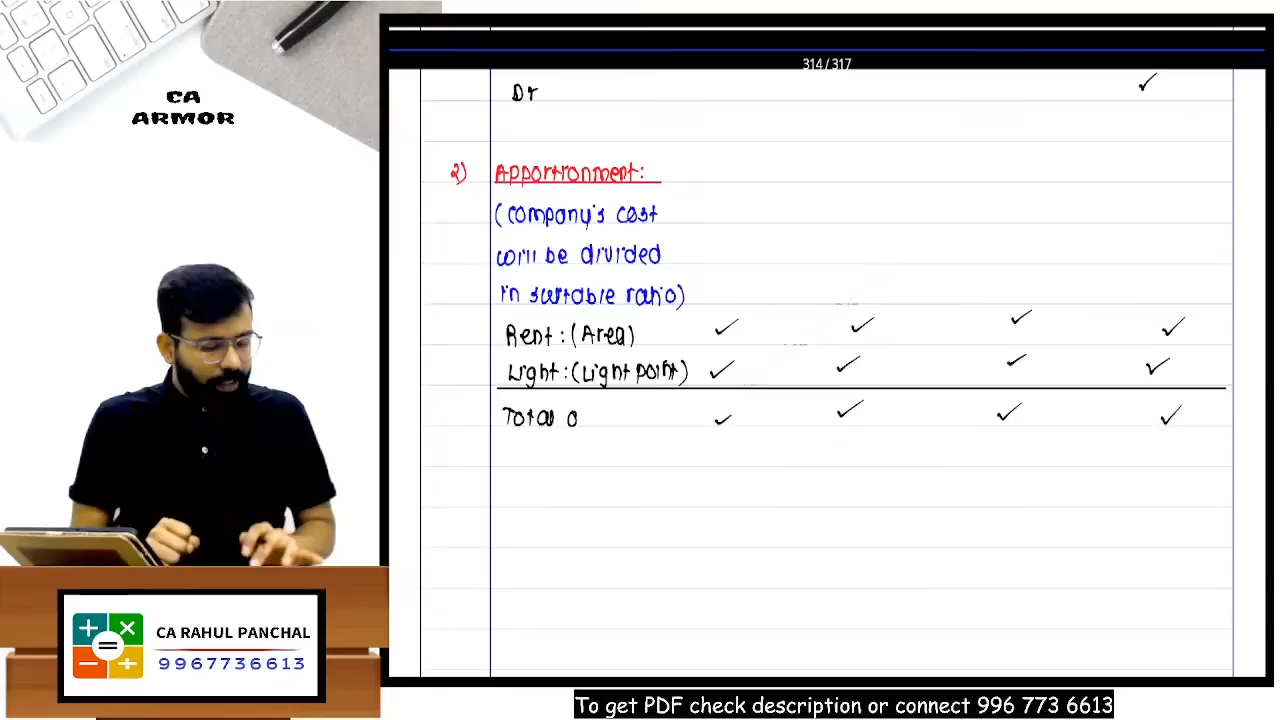 CA
ARMOR
314 / 317
Dr
2) Apportionment:
(company's cost
will be divided
in suitable ratio)
Rent : (Area)
Light : (Light point)
Total o
CA RAHUL PANCHAL
9967736613
To get PDF check description or connect 996 773 6613